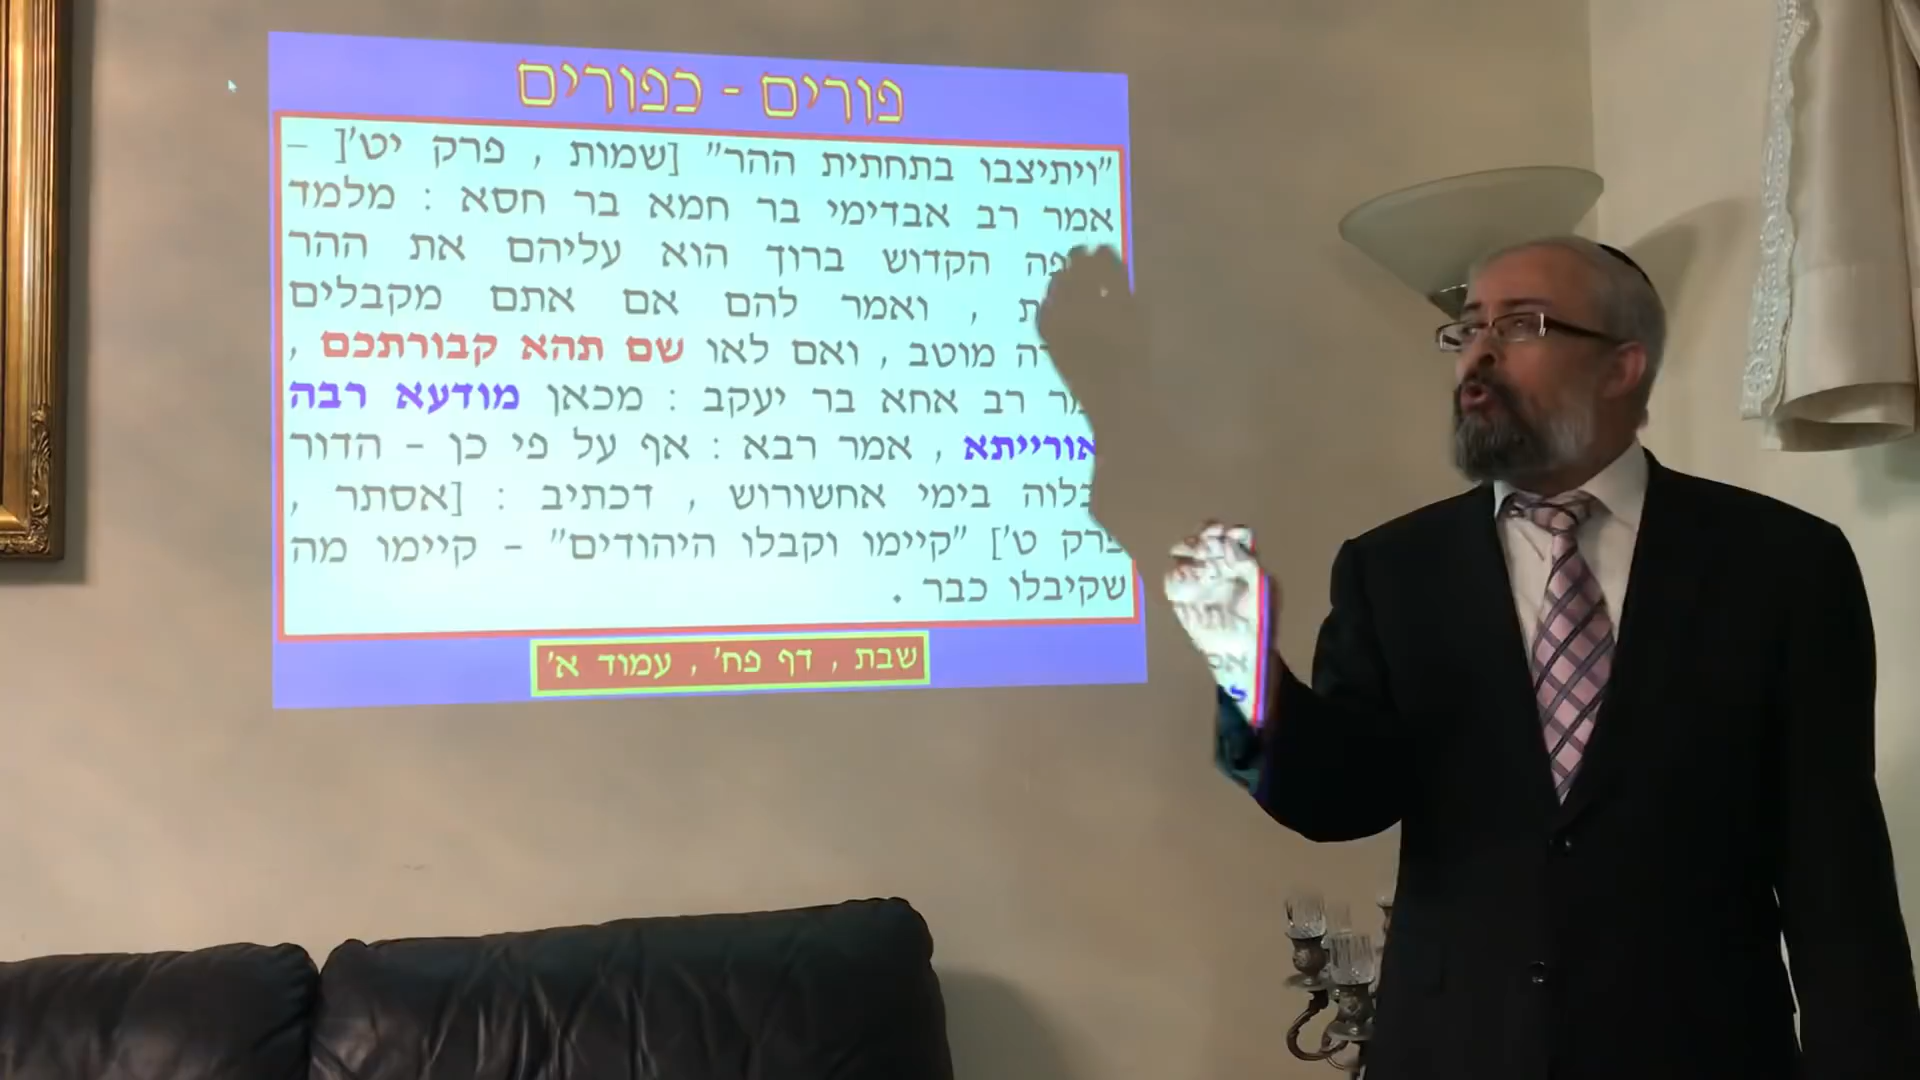 פורים - כפורים
"ויתיצבו בתחתית ההר" [שמות , פרק יט'] –
אמר רב אבדימי בר חמא בר חסא : מלמד
הקדוש ברוך הוא עליהם את ההר
, ואמר להם אם אתם מקבלים
מוטב , ואם לאו שם תהא קבורתכם ,
רב אחא בר יעקב : מכאן מודעא רבה
אורייתא , אמר רבא : אף על פי כן – הדור
בימי אחשורוש , דכתיב : [אסתר ,
פרק ט'] "קיימו וקבלו היהודים" – קיימו מה
שקיבלו כבר .
שבת , דף פח' , עמוד א'